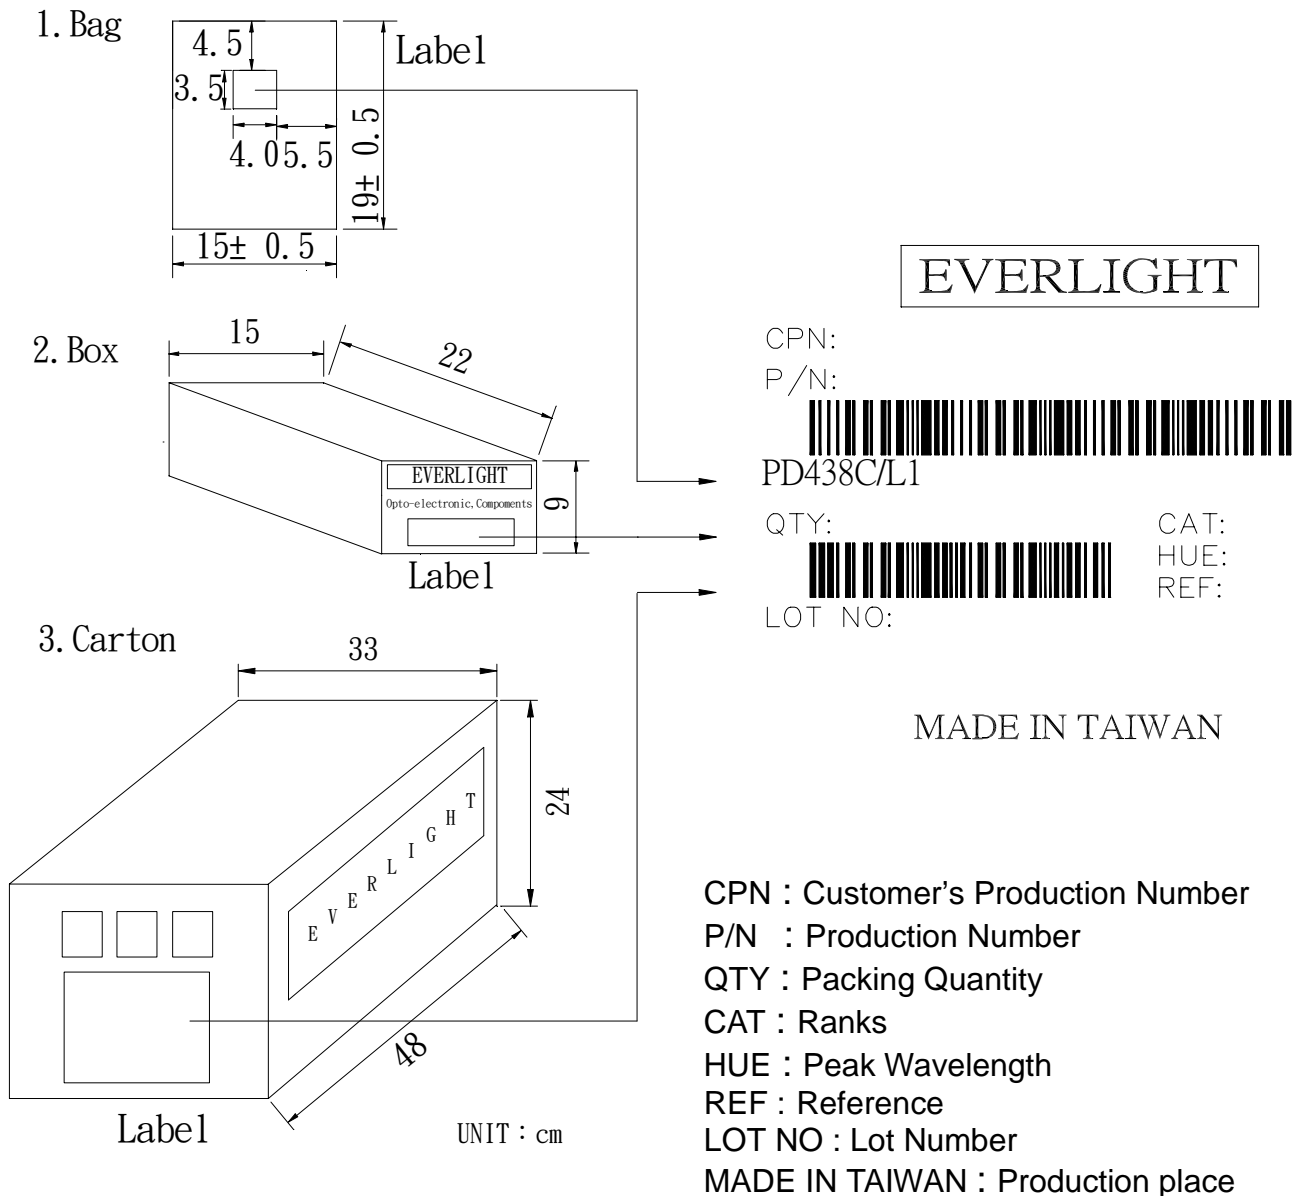 1. Bag
4.5
Label
3.5
4.0 5.5
19± 0.5
15± 0.5
2. Box
15
22
EVERLIGHT
Opto-electronic, Compoments
9
Label
3. Carton
33
24
EVERLIGHT
48
Label
UNIT：cm
EVERLIGHT
CPN:
P/N:
PD438C/L1
QTY:
CAT:
HUE:
REF:
LOT NO:
MADE IN TAIWAN
CPN：Customer's Production Number
P/N ：Production Number
QTY：Packing Quantity
CAT：Ranks
HUE：Peak Wavelength
REF : Reference
LOT NO : Lot Number
MADE IN TAIWAN：Production place